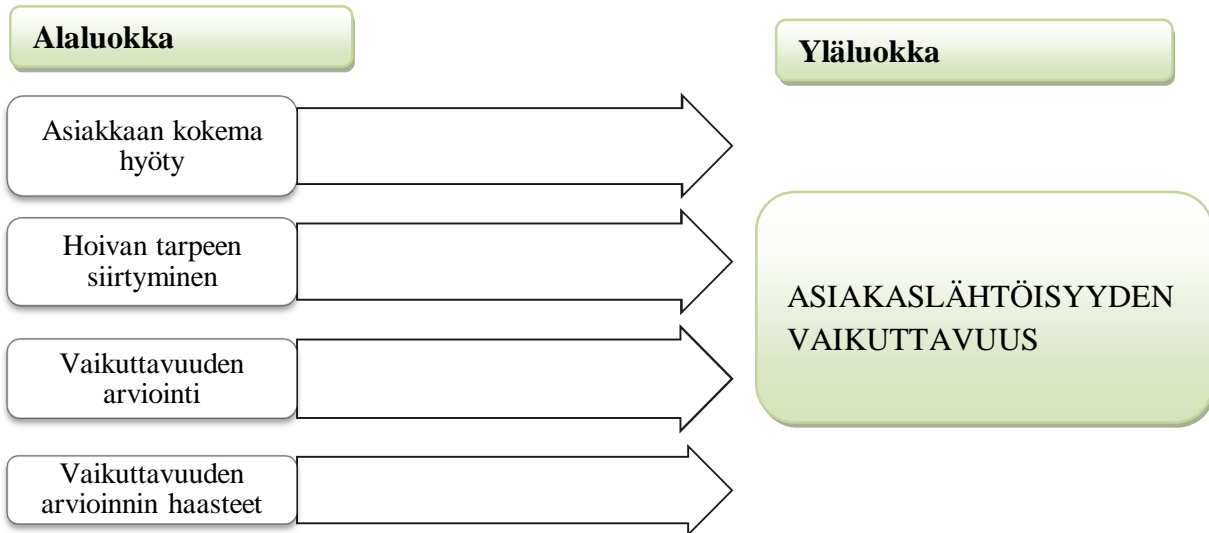 Alaluokka
Yläluokka
Asiakkaan kokema
hyöty
Hoivan tarpeen
siirtyminen
Vaikuttavuuden
arviointi
Vaikuttavuuden
arvioinnin haasteet
ASIAKASLÄHTÖISYYDEN
VAIKUTTAVUUS